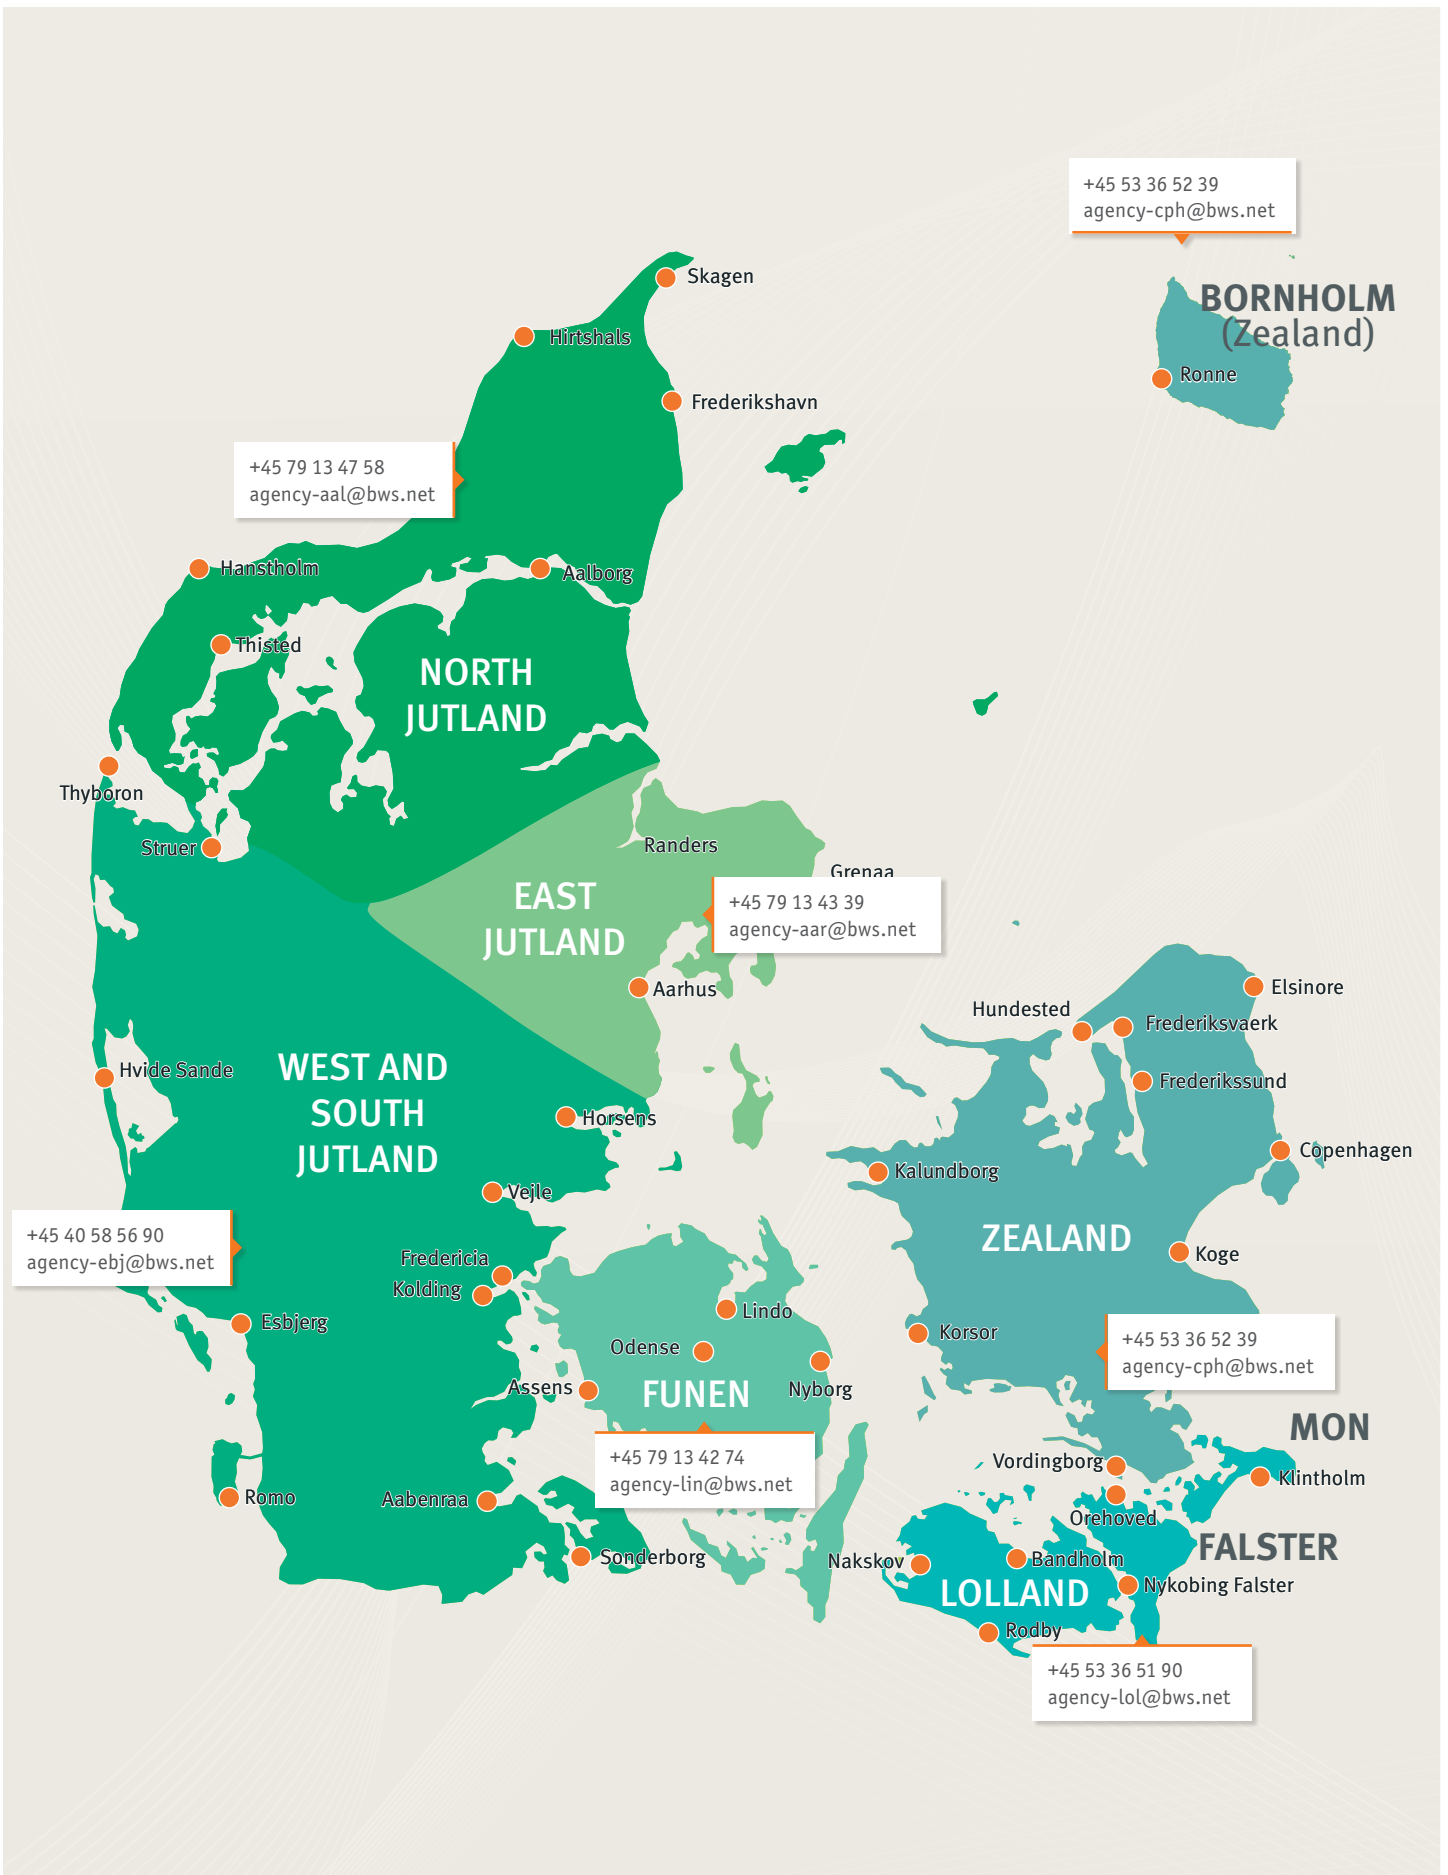 +45 53 36 52 39
agency-cph@bws.net
BORNHOLM
(Zealand)
Ronne
Skagen
Hirtshals
Frederikshavn
+45 79 13 47 58
agency-aal@bws.net
Hanstholm
Aalborg
Thisted
NORTH
JUTLAND
Thyboron
Struer
Randers
Grenaa
EAST
JUTLAND
+45 79 13 43 39
agency-aar@bws.net
Aarhus
Elsinore
Hundested
Frederiksvaerk
Frederikssund
Hvide Sande
WEST AND
SOUTH
JUTLAND
Horsens
Copenhagen
Kalundborg
Vejle
ZEALAND
Koge
+45 40 58 56 90
agency-ebj@bws.net
Fredericia
Kolding
Esbjerg
Lindo
Odense
Korsor
+45 53 36 52 39
agency-cph@bws.net
Assens
FUNEN
Nyborg
MON
+45 79 13 42 74
agency-lin@bws.net
Vordingborg
Klintholm
Romo
Aabenraa
Orehoved
FALSTER
Sonderborg
Nakskov
Bandholm
LOLLAND
Nykobing Falster
Rodby
+45 53 36 51 90
agency-lol@bws.net